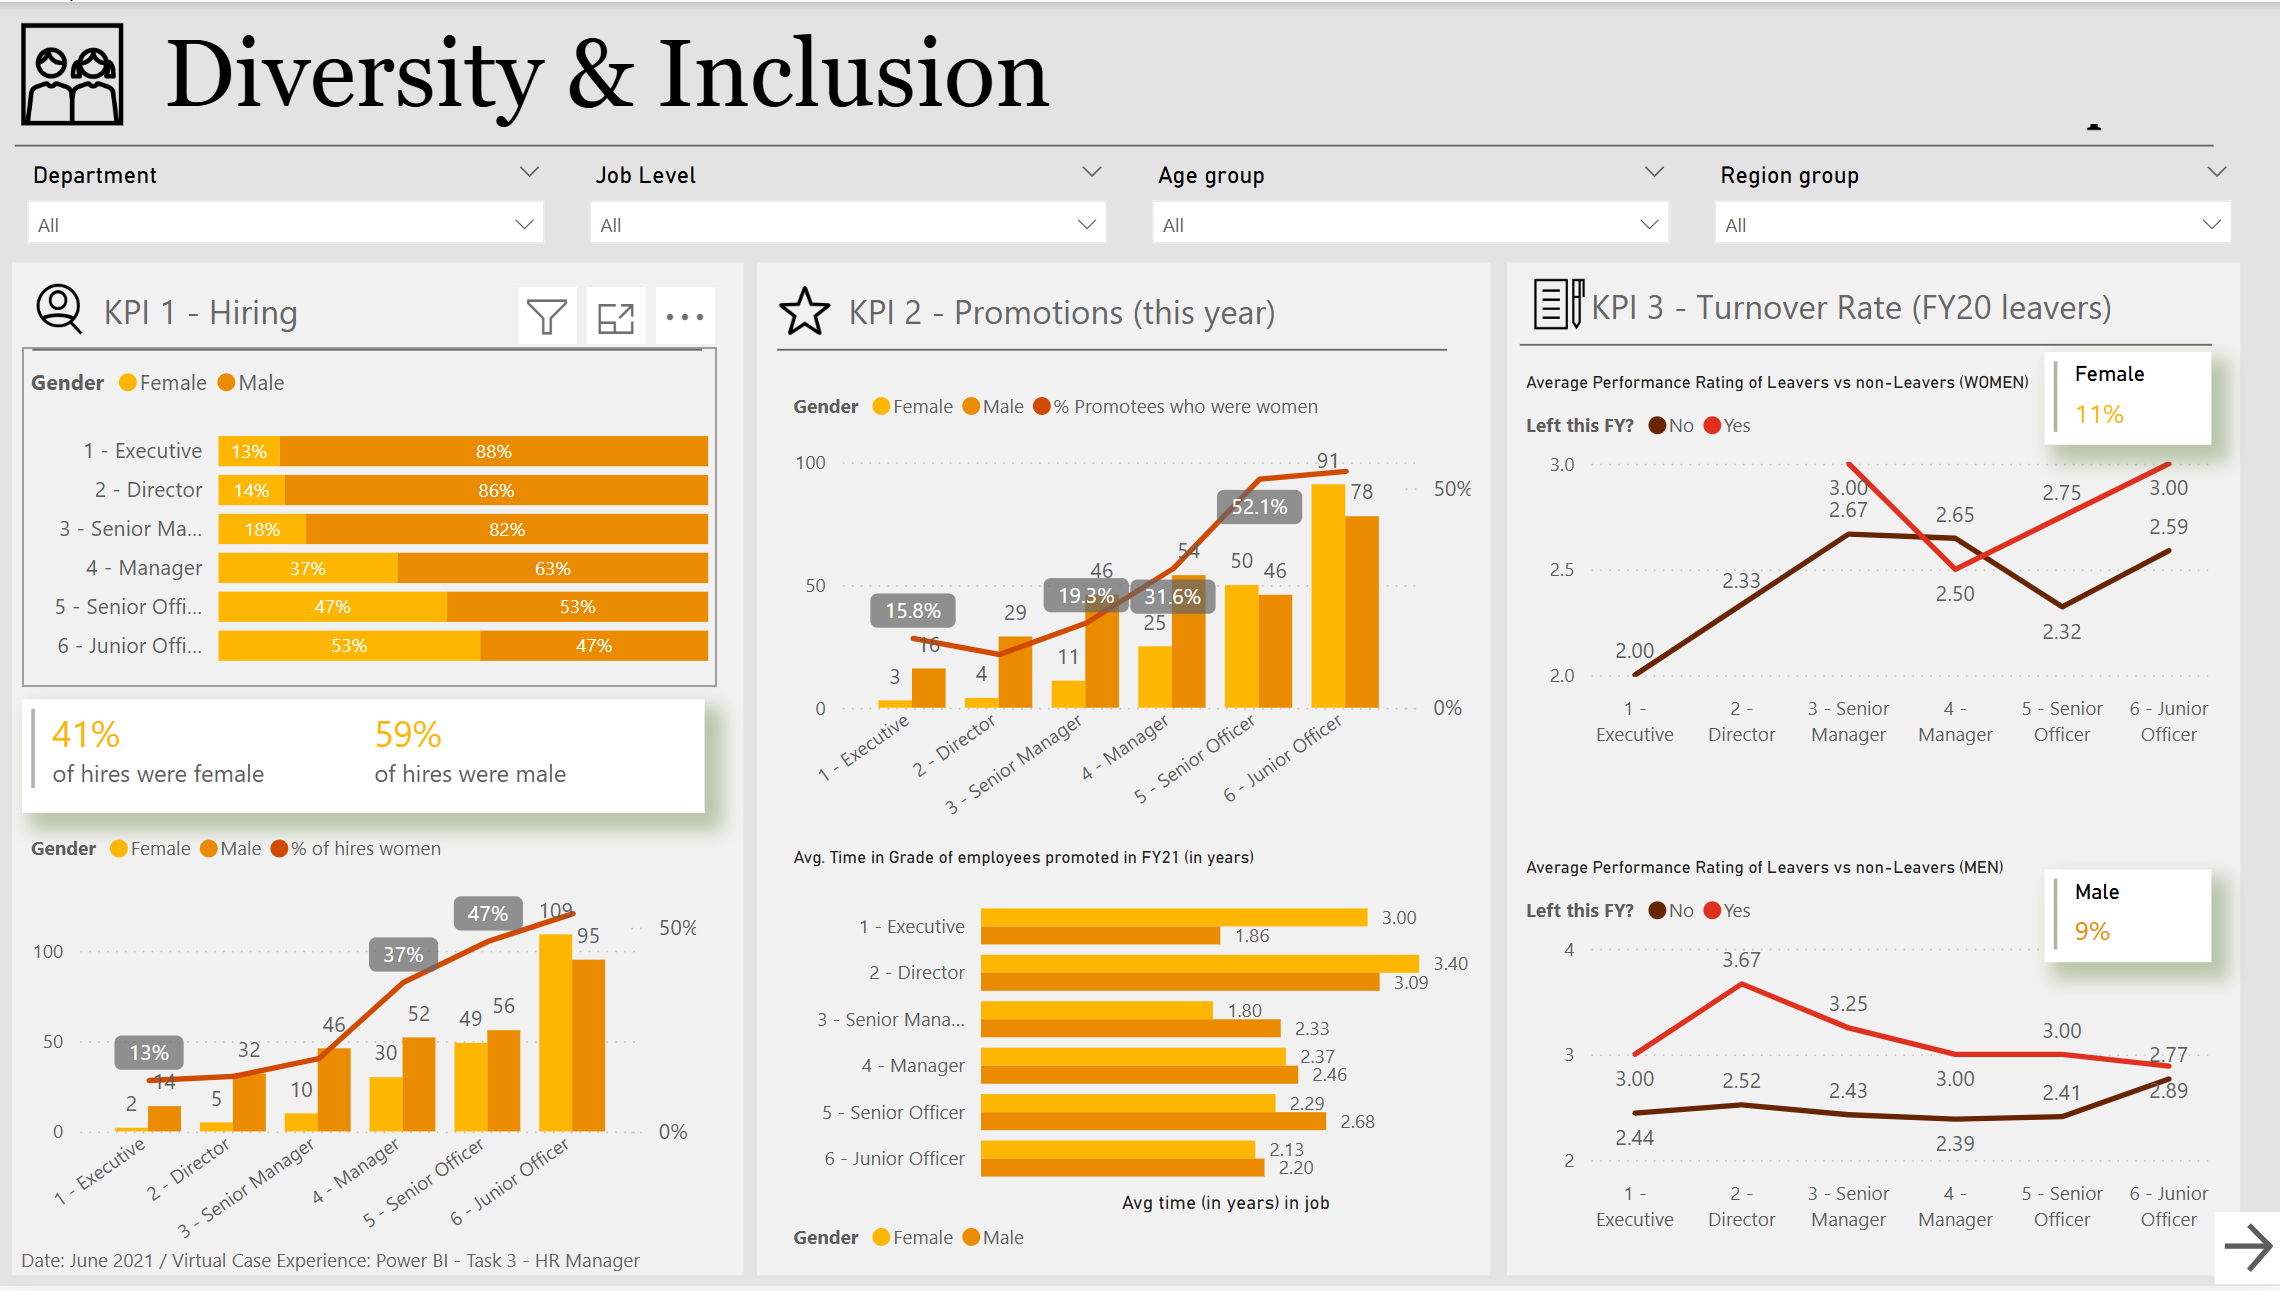 Diversity & Inclusion
Department
Job Level
Age group
Region group
All
All
All
All
KPI 1 - Hiring
Gender Female Male
1 - Executive 13% 88%
2 - Director 14% 86%
3 - Senior Ma... 18% 82%
4 - Manager 37% 63%
5 - Senior Offi... 47% 53%
6 - Junior Offi... 53% 47%
41% 59%
of hires were female of hires were male
Gender Female Male % of hires women
100
50
0
50%
0%
13%
37%
47%
2 14
5 32
10 46
30 52
49 56
109 95
1 - Executive
2 - Director
3 - Senior Manager
4 - Manager
5 - Senior Officer
6 - Junior Officer
Date: June 2021 / Virtual Case Experience: Power BI - Task 3 - HR Manager
KPI 2 - Promotions (this year)
Gender Female Male % Promotees who were women
100
50
0
50%
0%
15.8%
19.3%
31.6%
52.1%
3 16
4 29
11 46
25 54
50 46
91 78
1 - Executive
2 - Director
3 - Senior Manager
4 - Manager
5 - Senior Officer
6 - Junior Officer
Avg. Time in Grade of employees promoted in FY21 (in years)
1 - Executive 3.00
1.86
2 - Director 3.40
3.09
3 - Senior Mana... 1.80
2.33
4 - Manager 2.37
2.46
5 - Senior Officer 2.29
2.68
6 - Junior Officer 2.13
2.20
Avg time (in years) in job
Gender Female Male
KPI 3 - Turnover Rate (FY20 leavers)
Average Performance Rating of Leavers vs non-Leavers (WOMEN)
Female
11%
Left this FY? No Yes
3.0
2.5
2.0
2.00
2.33
3.00
2.67
2.65
2.50
2.75
2.32
3.00
2.59
1 - Executive
2 - Director
3 - Senior Manager
4 - Manager
5 - Senior Officer
6 - Junior Officer
Average Performance Rating of Leavers vs non-Leavers (MEN)
Male
9%
Left this FY? No Yes
4
3
2
3.00
2.44
3.67
2.52
3.25
2.43
3.00
2.39
3.00
2.41
2.77
2.89
1 - Executive
2 - Director
3 - Senior Manager
4 - Manager
5 - Senior Officer
6 - Junior Officer